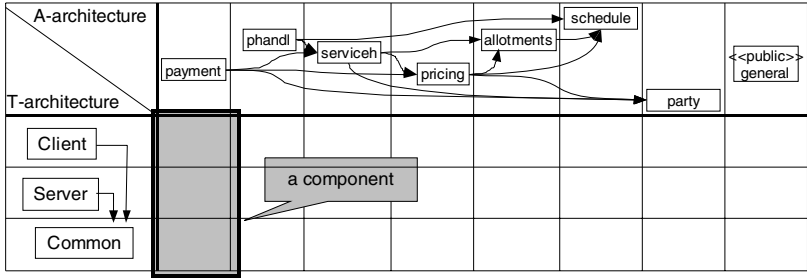 A-architecture
T-architecture
payment
phandl
serviceh
pricing
allotments
schedule
party
<<public>>
general
Client
Server
Common
a component